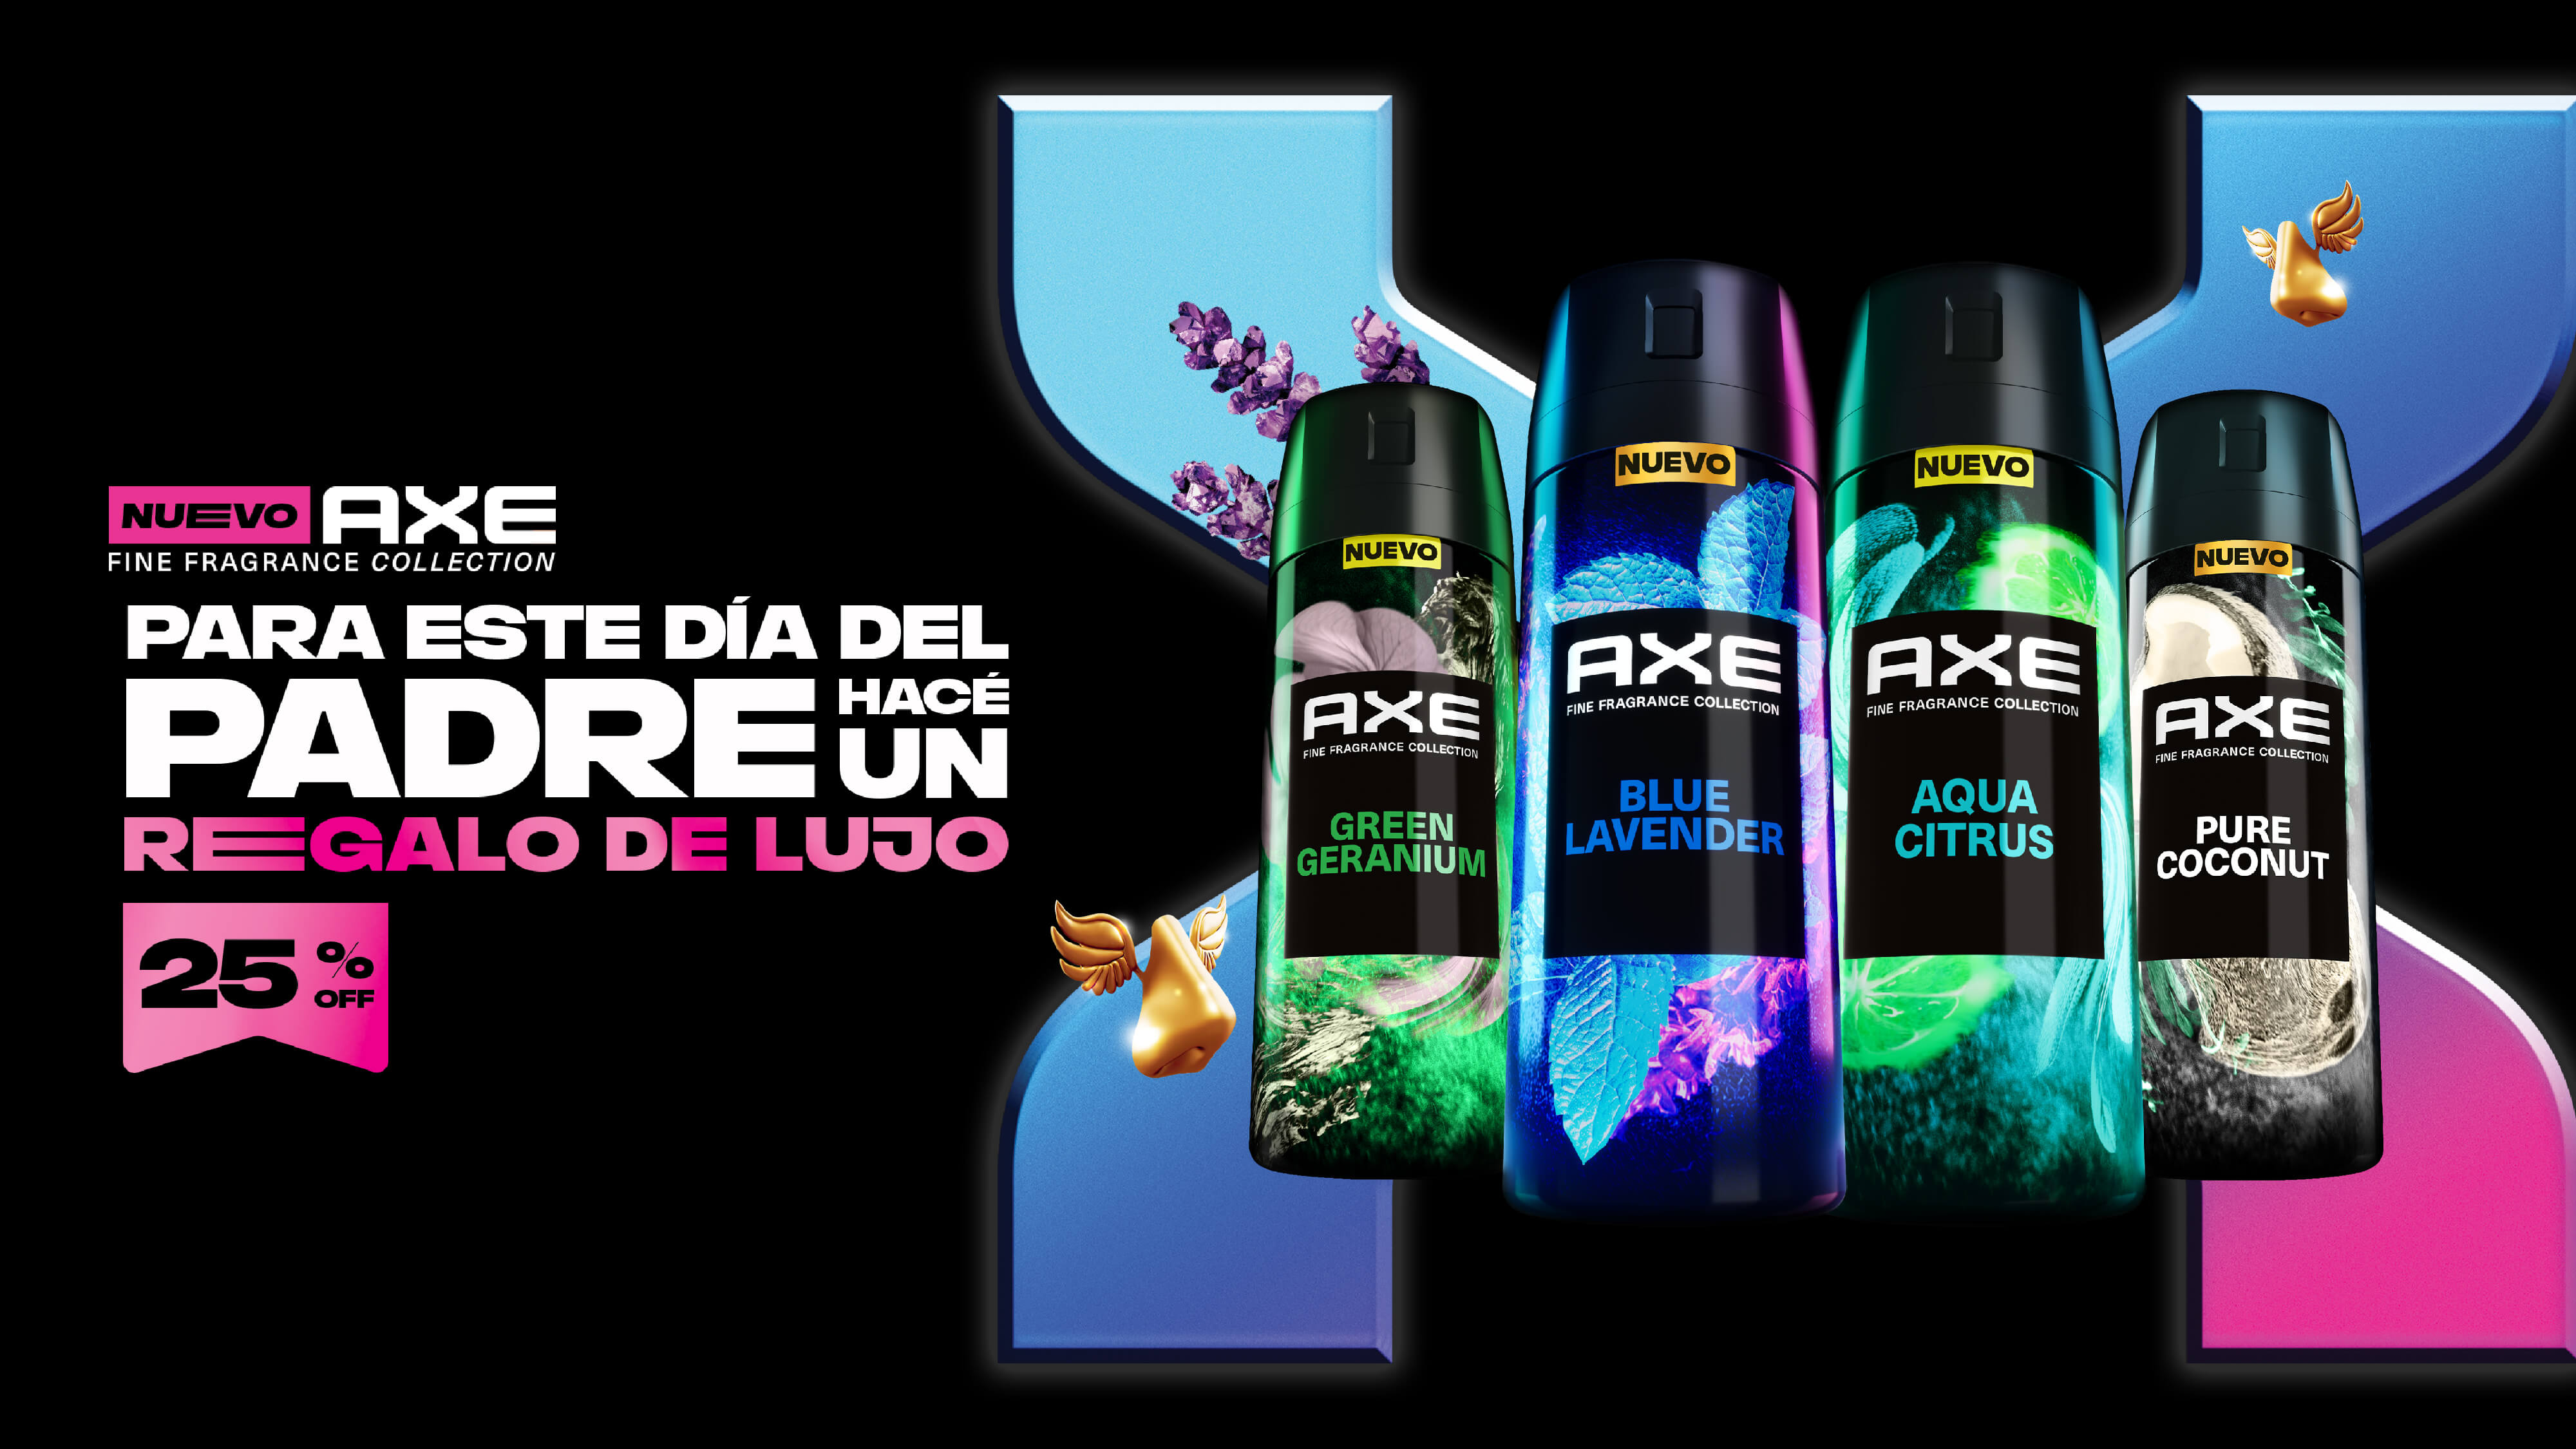 NUEVO AXE
FINE FRAGRANCE COLLECTION
PARA ESTE DÍA DEL
PADRE HACÉ UN
REGALO DE LUJO
25% OFF
NUEVO
AXE
FINE FRAGRANCE COLLECTION
GREEN
GERANIUM
NUEVO
AXE
FINE FRAGRANCE COLLECTION
BLUE
LAVENDER
NUEVO
AXE
FINE FRAGRANCE COLLECTION
AQUA
CITRUS
NUEVO
AXE
FINE FRAGRANCE COLLECTION
PURE
COCONUT